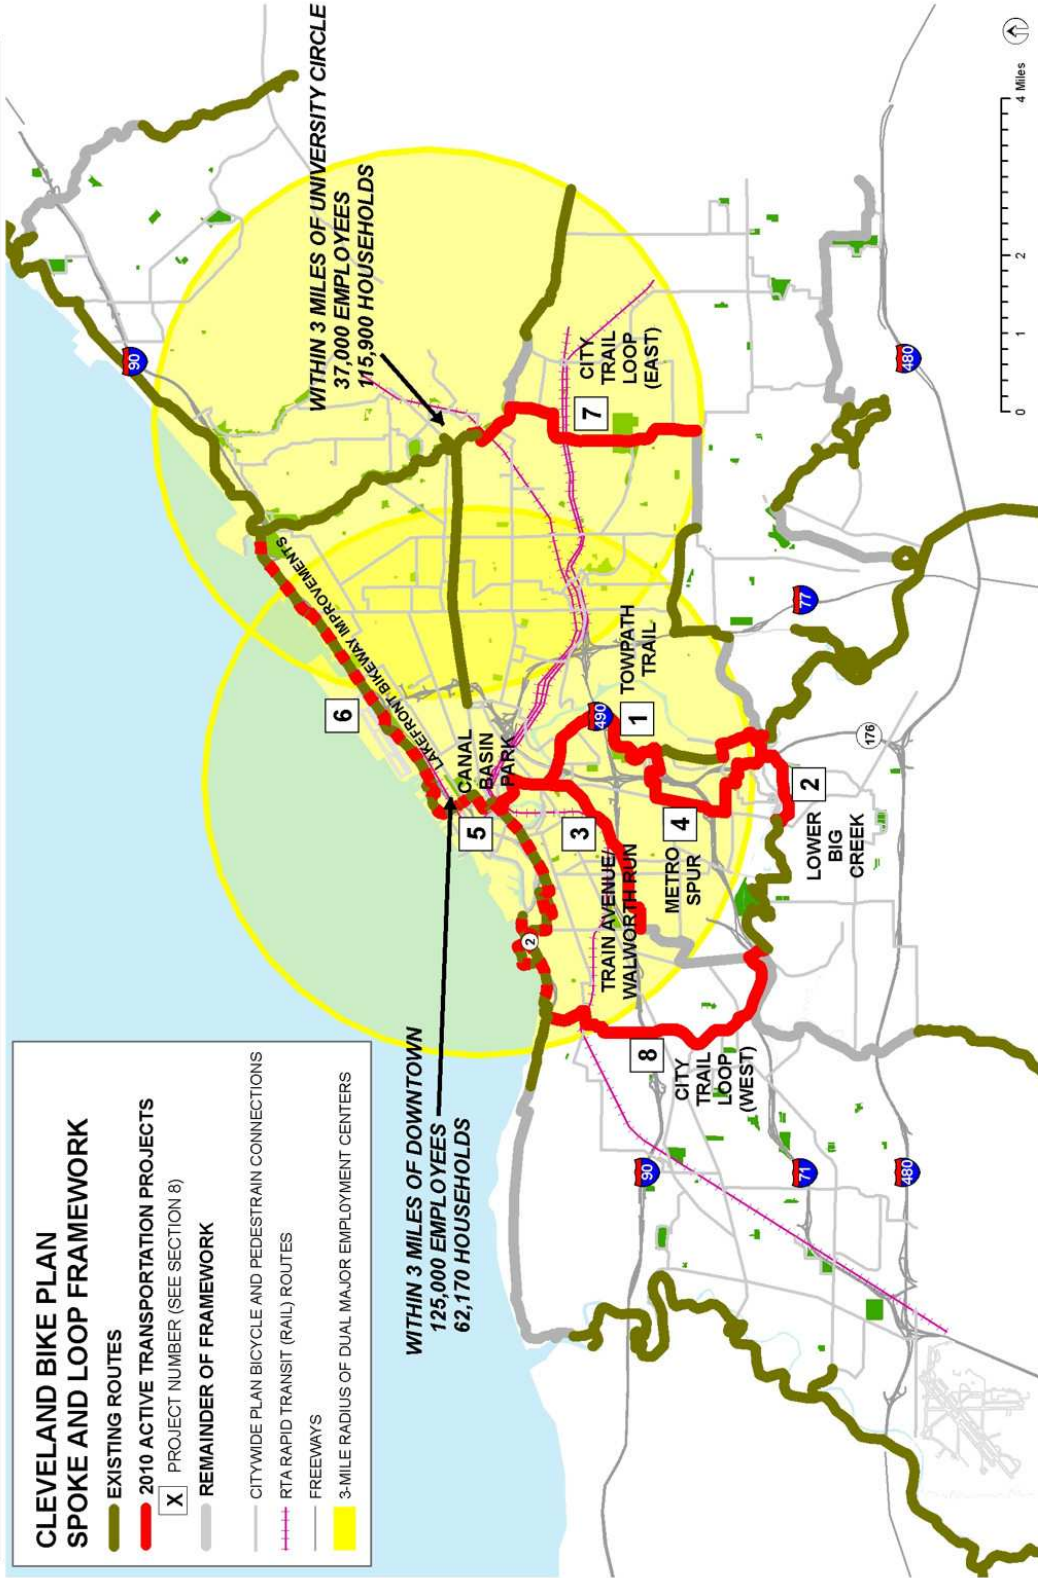 CLEVELAND BIKE PLAN
SPOKE AND LOOP FRAMEWORK
EXISTING ROUTES
2010 ACTIVE TRANSPORTATION PROJECTS
X PROJECT NUMBER (SEE SECTION 8)
REMAINDER OF FRAMEWORK
CITYWIDE PLAN BICYCLE AND PEDESTRAIN CONNECTIONS
RTA RAPID TRANSIT (RAIL) ROUTES
FREEWAYS
3-MILE RADIUS OF DUAL MAJOR EMPLOYMENT CENTERS
WITHIN 3 MILES OF UNIVERSITY CIRCLE
37,000 EMPLOYEES
115,900 HOUSEHOLDS
WITHIN 3 MILES OF DOWNTOWN
125,000 EMPLOYEES
62,170 HOUSEHOLDS
90
6
LAKEFRONT BIKEWAY IMPROVEMENTS
5
CANAL
BASIN
PARK
7
CITY
TRAIL
LOOP
(EAST)
2
3
TRAIN AVENUE/
WALWORTH RUN
490
1
TOWPATH
TRAIL
4
METRO
SPUR
8
CITY
TRAIL
LOOP
(WEST)
2
LOWER
BIG
CREEK
90
71
480
176
77
480
0 1 2 4 Miles